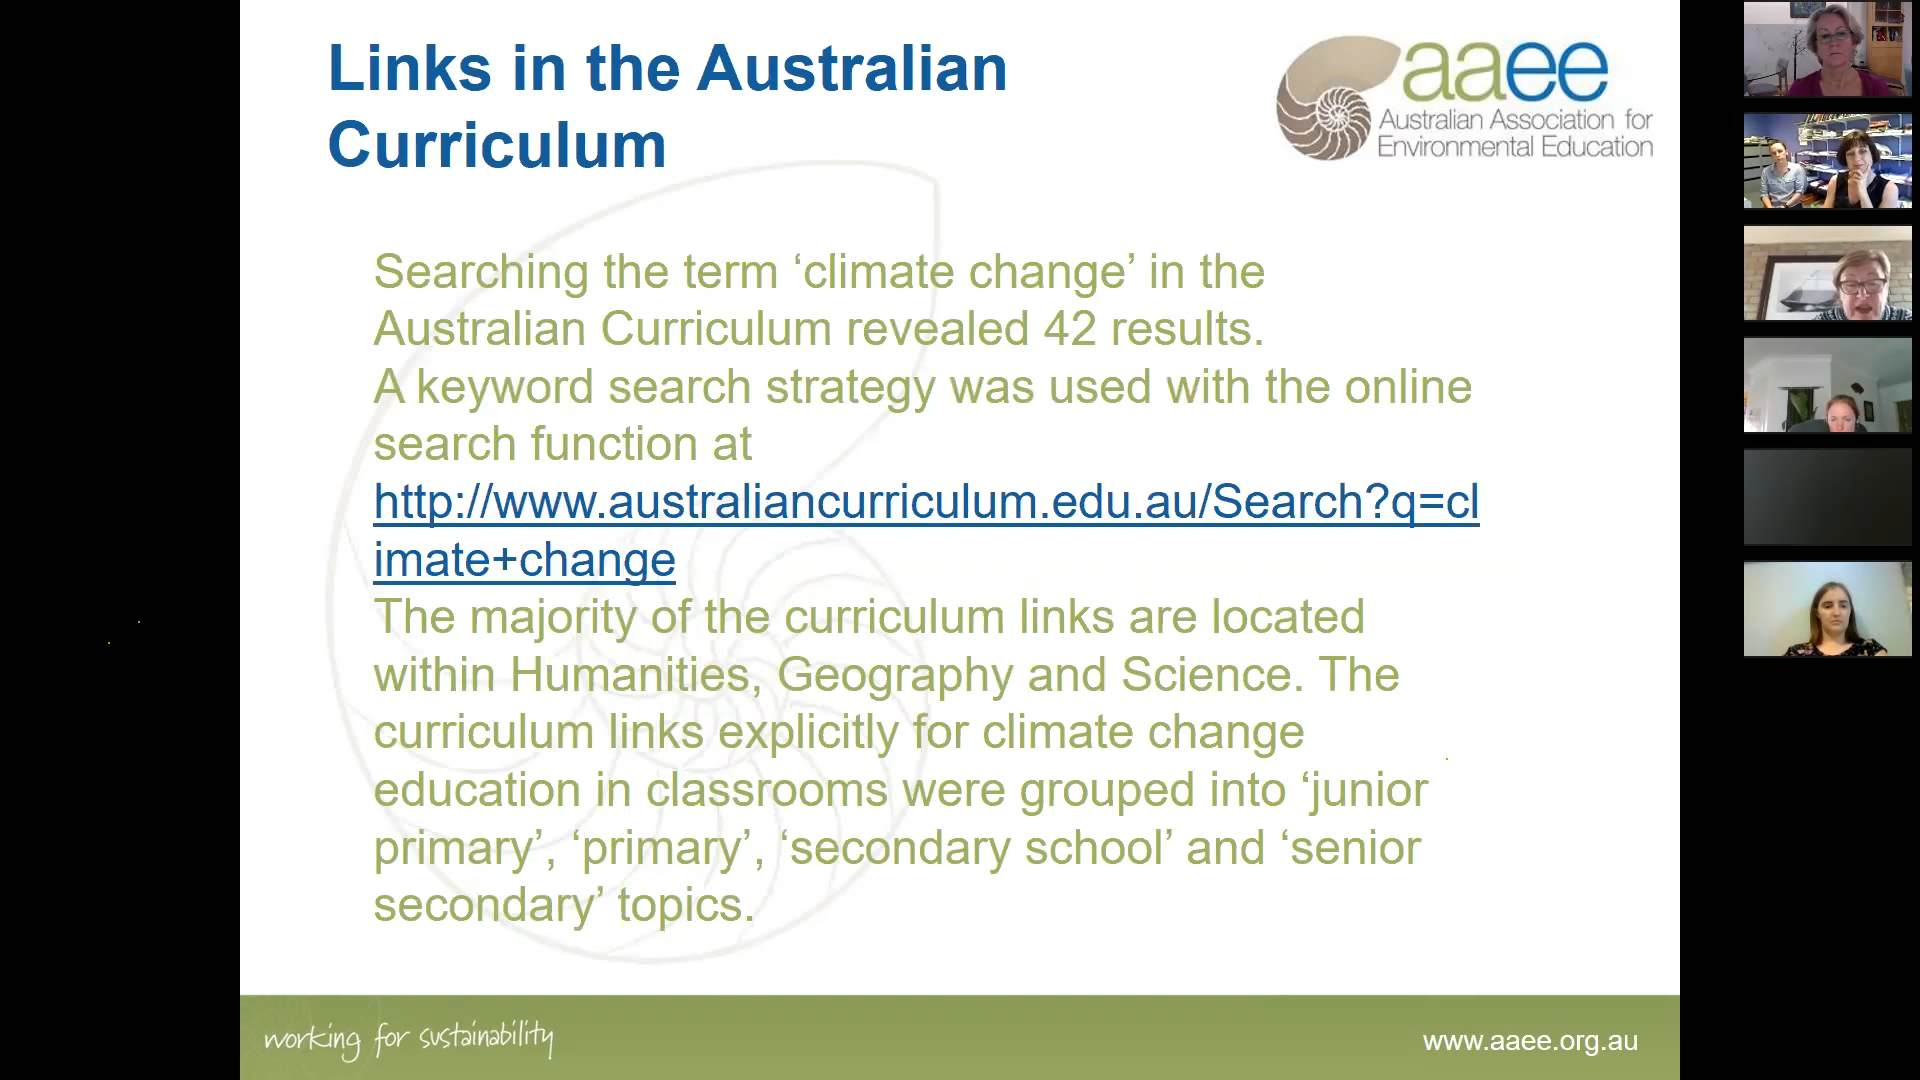 Links in the Australian
Curriculum
aaee
Australian Association for
Environmental Education
Searching the term ‘climate change’ in the
Australian Curriculum revealed 42 results.
A keyword search strategy was used with the online
search function at
http://www.australiancurriculum.edu.au/Search?q=cl
imate+change
The majority of the curriculum links are located
within Humanities, Geography and Science. The
curriculum links explicitly for climate change
education in classrooms were grouped into ‘junior
primary’, ‘primary’, ‘secondary school’ and ‘senior
secondary’ topics.
working for sustainability
www.aaee.org.au